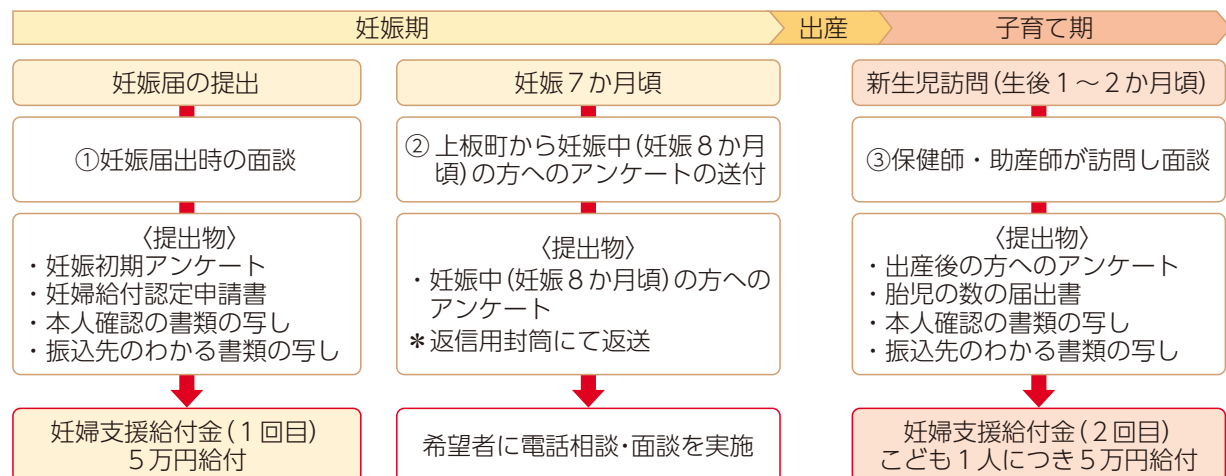 妊娠期
出産
子育て期
妊娠届の提出
①妊娠届出時の面談
〈提出物〉
・妊娠初期アンケート
・妊婦給付認定申請書
・本人確認の書類の写し
・振込先のわかる書類の写し
妊婦支援給付金(1回目)
5万円給付
妊娠7か月頃
② 上板町から妊娠中(妊娠8か月
頃)の方へのアンケートの送付
〈提出物〉
・妊娠中(妊娠8か月頃)の方への
アンケート
＊返信用封筒にて返送
希望者に電話相談・面談を実施
新生児訪問(生後1～2か月頃)
③保健師・助産師が訪問し面談
〈提出物〉
・出産後の方へのアンケート
・胎児の数の届出書
・本人確認の書類の写し
・振込先のわかる書類の写し
妊婦支援給付金(2回目)
こども1人につき5万円給付